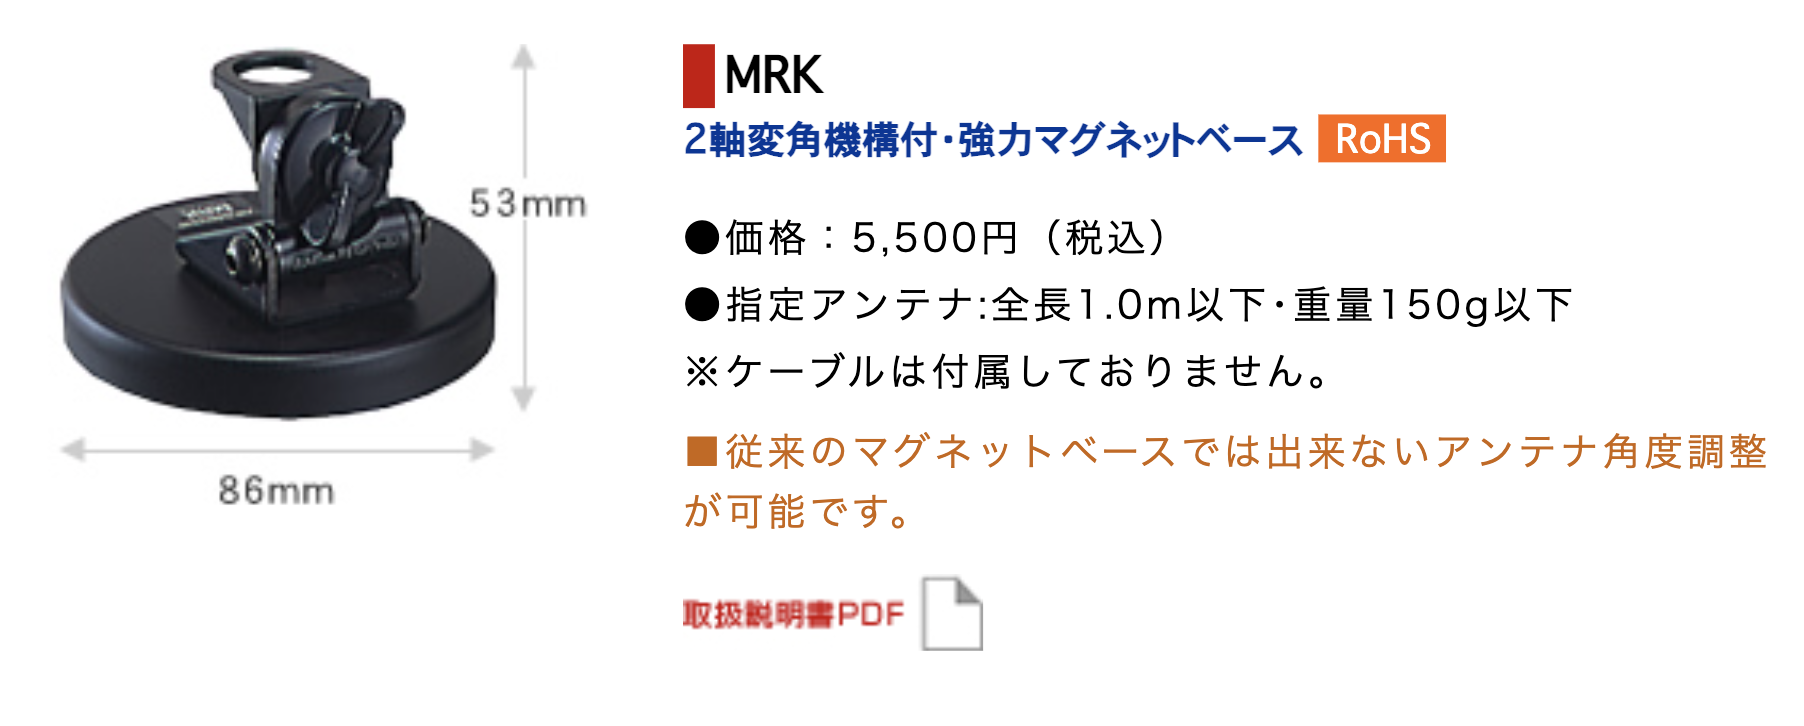 MRK
2軸変角機構付・強力マグネットベース RoHS
●価格：5,500円（税込）
●指定アンテナ:全長1.0m以下･重量150g以下
※ケーブルは付属しておりません。
■従来のマグネットベースでは出来ないアンテナ角度調整
が可能です。
取扱説明書PDF
53mm
86mm